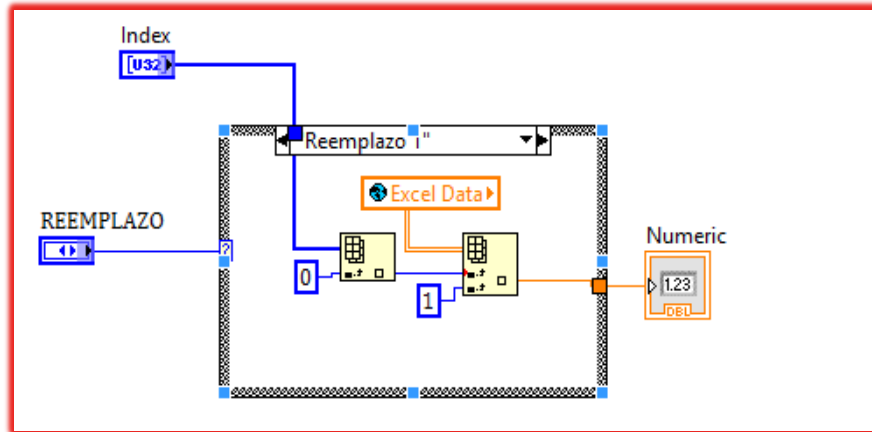 Index
[U32]
Reemplazo 1"
Excel Data
REEMPLAZO
?
Numeric
0
1
1.23
DBL